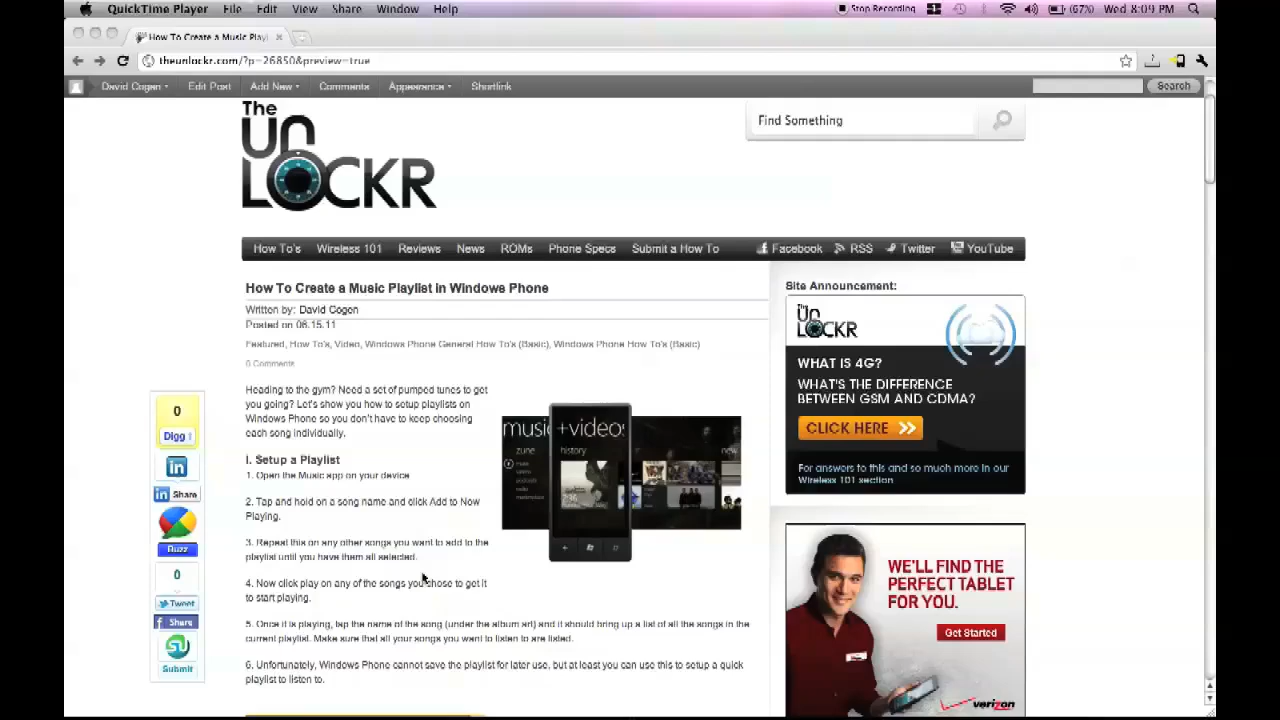 QuickTime Player File Edit View Share Window Help
Stop Recording (67%) Wed 8:09 PM
How To Create a Music Playl
theunlockr.com/?p=26850&preview=true
David Cogen Edit Post Add New Comments Appearance Shortlink Search
The
UN
LOCKR
Find Something
How To's Wireless 101 Reviews News ROMs Phone Specs Submit a How To Facebook RSS Twitter YouTube
How To Create a Music Playlist in Windows Phone
Written by: David Cogen
Posted on 06.15.11
Featured, How To's, Video, Windows Phone General How To's (Basic), Windows Phone How To's (Basic)
0 Comments
Heading to the gym? Need a set of pumped tunes to get
you going? Let's show you how to setup playlists on
Windows Phone so you don't have to keep choosing
each song individually.
I. Setup a Playlist
1. Open the Music app on your device
2. Tap and hold on a song name and click Add to Now
Playing.
3. Repeat this on any other songs you want to add to the
playlist until you have them all selected.
4. Now click play on any of the songs you chose to get it
to start playing.
5. Once it is playing, tap the name of the song (under the album art) and it should bring up a list of all the songs in the
current playlist. Make sure that all your songs you want to listen to are listed.
6. Unfortunately, Windows Phone cannot save the playlist for later use, but at least you can use this to setup a quick
playlist to listen to.
music +videos
zune history new
0
Digg
in
in Share
Buzz
0
Tweet
f Share
Submit
Site Announcement:
The
UN
LOCKR
WHAT IS 4G?
WHAT'S THE DIFFERENCE
BETWEEN GSM AND CDMA?
CLICK HERE
For answers to this and so much more in our
Wireless 101 section
WE'LL FIND THE
PERFECT TABLET
FOR YOU.
Get Started
verizon